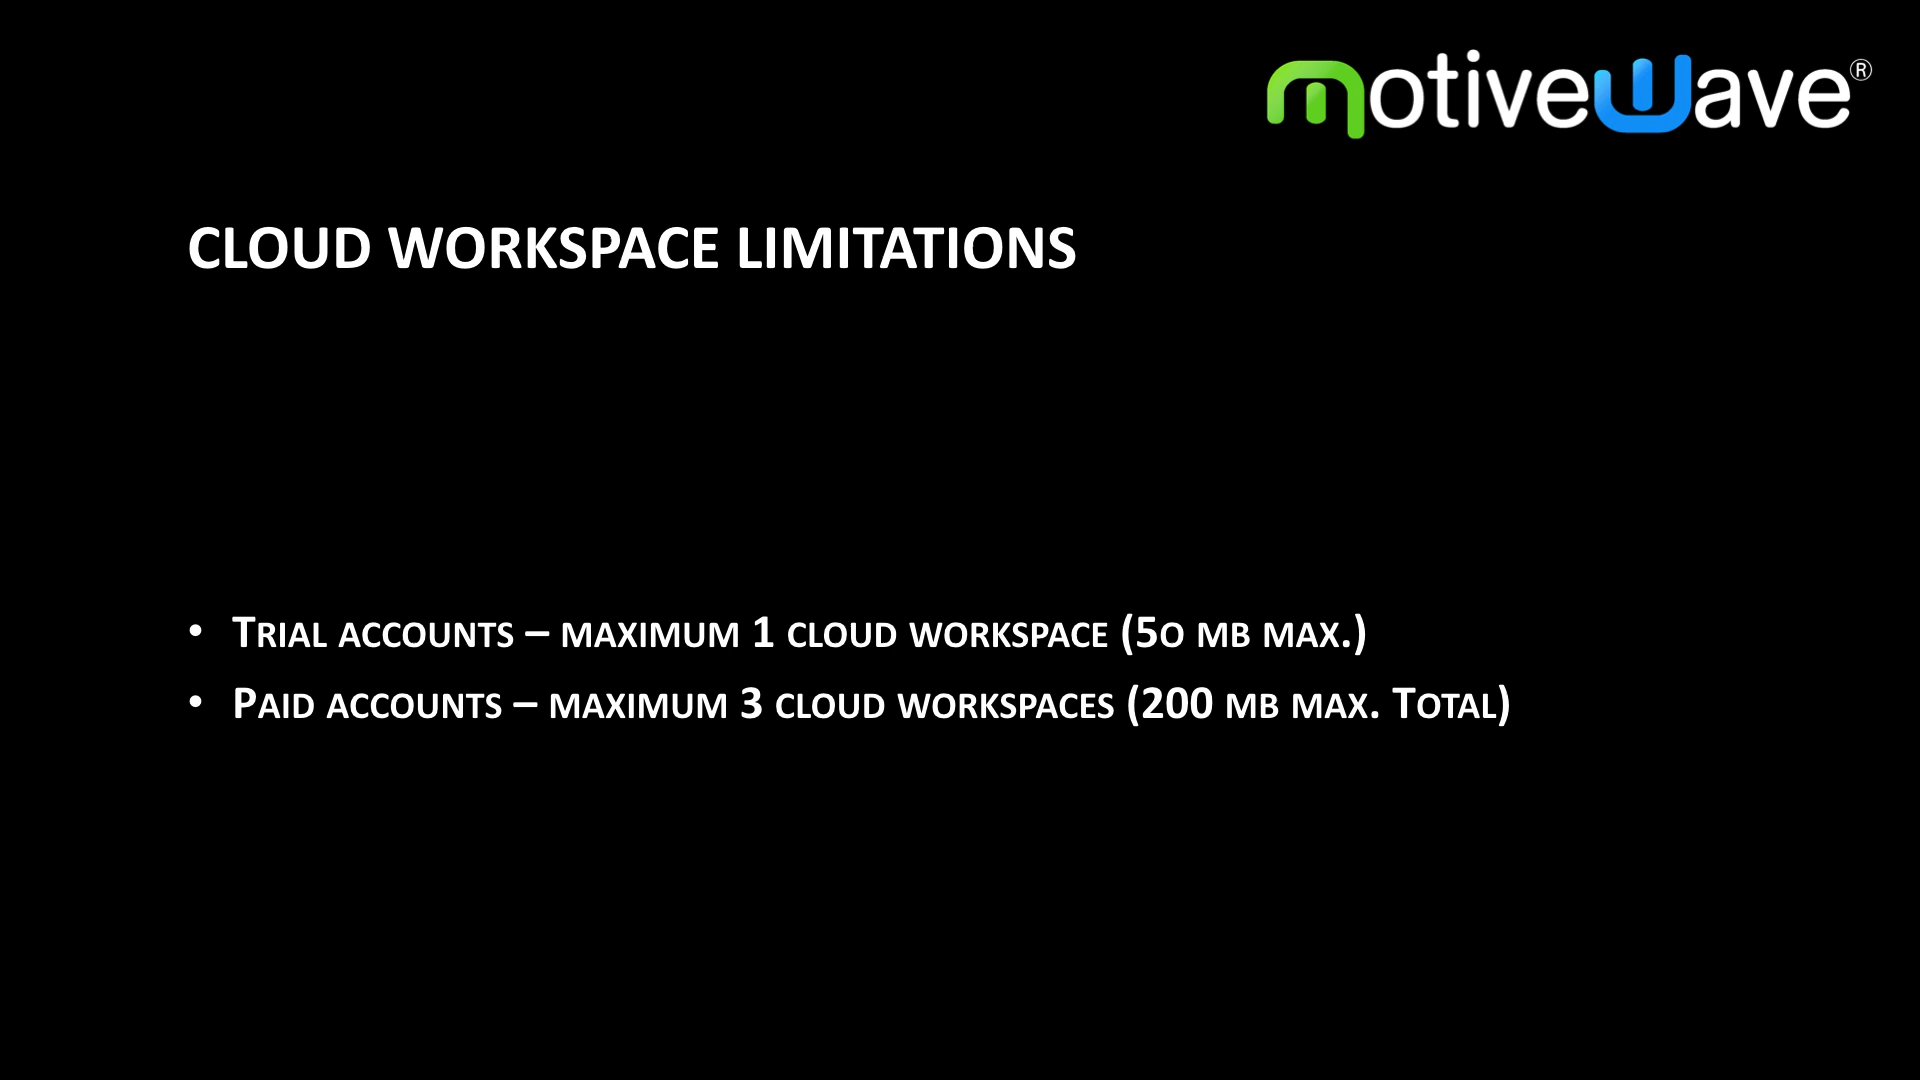 motivewave®
CLOUD WORKSPACE LIMITATIONS
• Trial accounts – maximum 1 cloud workspace (5o mb max.)
• Paid accounts – maximum 3 cloud workspaces (200 mb max. Total)